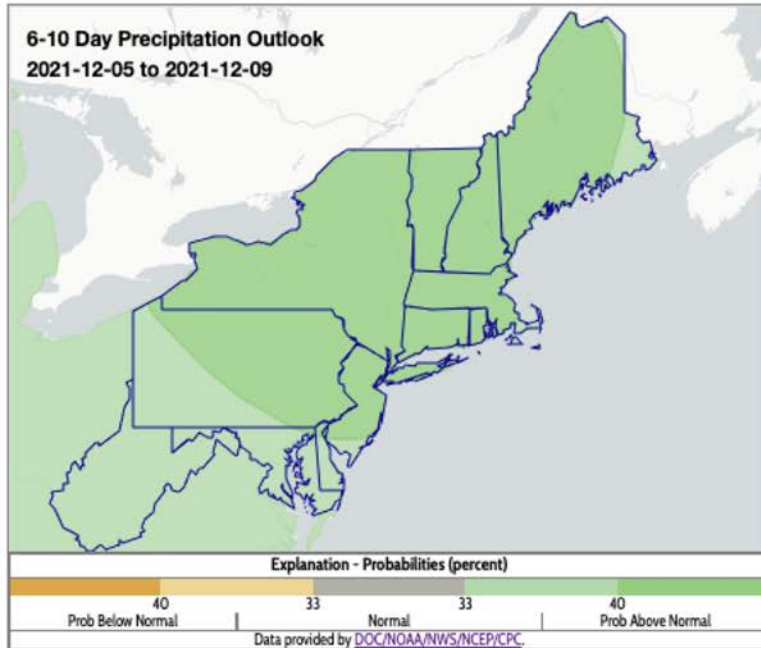 6-10 Day Precipitation Outlook
2021-12-05 to 2021-12-09
Explanation - Probabilities (percent)
40 33 33 40
Prob Below Normal Normal Prob Above Normal
Data provided by DOC/NOAA/NWS/NCEP/CPC.